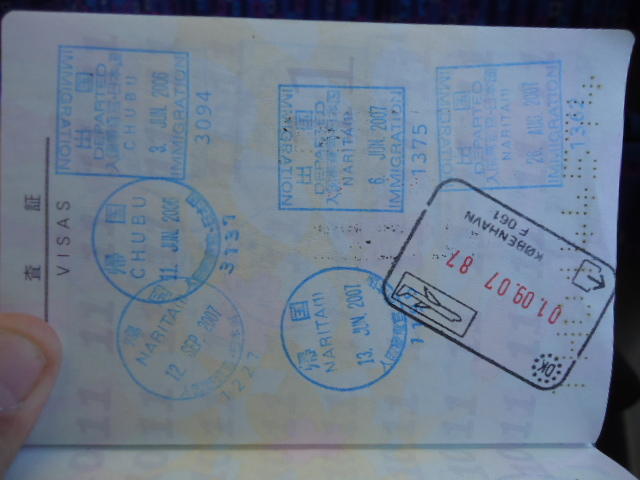 査証
VISAS
IMMIGRATION
出国
DEPARTED
CHUBU
3. JUN. 2006
IMMIGRATION
3094
IMMIGRATION
出国
DEPARTED
NARITA
6. JUN. 2007
IMMIGRATION
1375
IMMIGRATION
出国
DEPARTED
NARITA
26. AUG. 2007
IMMIGRATION
帰国
CHUBU
11. JUN. 2006
3137
帰国
NARITA
12. SEP. 2007
7227
帰国
NARITA
13. JUN. 2007
KØBENHAVN
F 061
01.09.07 87
DK